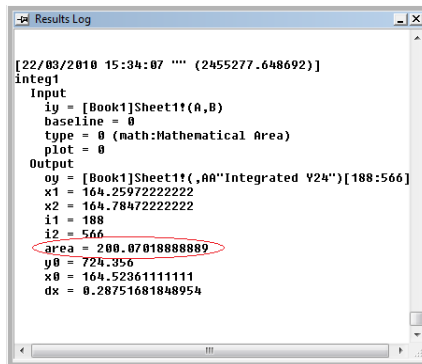 Results Log
[22/03/2010 15:34:07 "" (2455277.648692)]
integ1
Input
iy = [Book1]Sheet1!(A,B)
baseline = 0
type = 0 (math:Mathematical Area)
plot = 0
Output
oy = [Book1]Sheet1!(,AA"Integrated Y24")[188:566]
x1 = 164.25972222222
x2 = 164.78472222222
i1 = 188
i2 = 566
area = 200.07018888889
y0 = 724.356
x0 = 164.52361111111
dx = 0.28751681848954